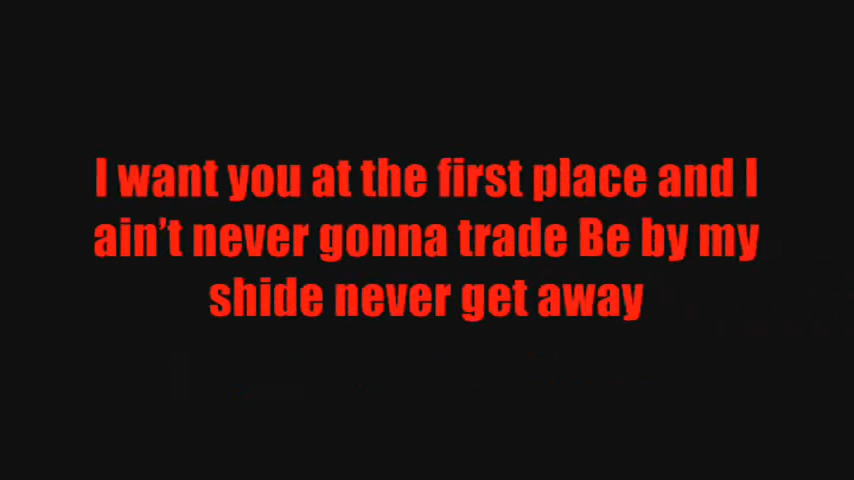 I want you at the first place and I
ain't never gonna trade Be by my
shide never get away